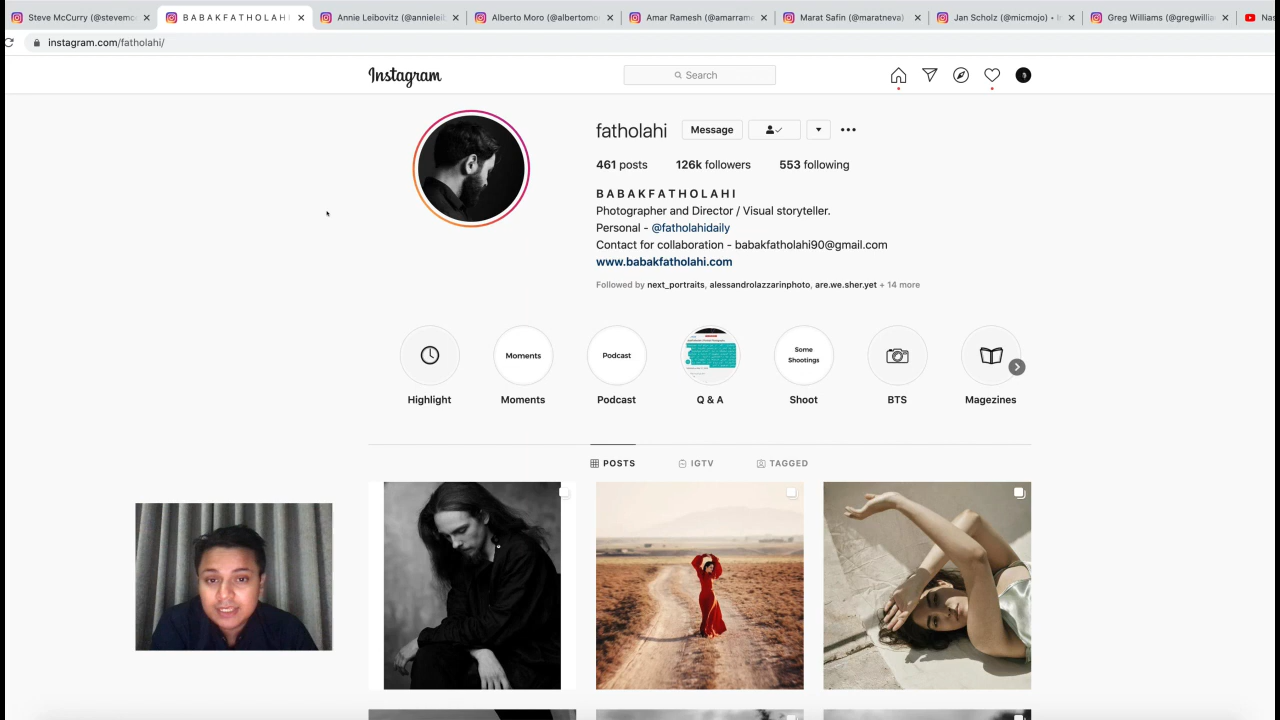 Steve McCurry (@stevemc
B A B A K F A T H O L A H I
Annie Leibovitz (@annieleib
Alberto Moro (@albertomo
Amar Ramesh (@amarrame
Marat Safin (@maratneva)
Jan Scholz (@micmojo) •
Greg Williams (@gregwillia
Nas
instagram.com/fatholahi/
Instagram
Search
fatholahi
Message
461 posts
126k followers
553 following
B A B A K F A T H O L A H I
Photographer and Director / Visual storyteller.
Personal - @fatholahidaily
Contact for collaboration - babakfatholahi90@gmail.com
www.babakfatholahi.com
Followed by next_portraits, alessandrolazzarinphoto, are.we.sher.yet + 14 more
Moments
Podcast
Some
Shootings
Highlight
Moments
Podcast
Q & A
Shoot
BTS
Magezines
POSTS
IGTV
TAGGED